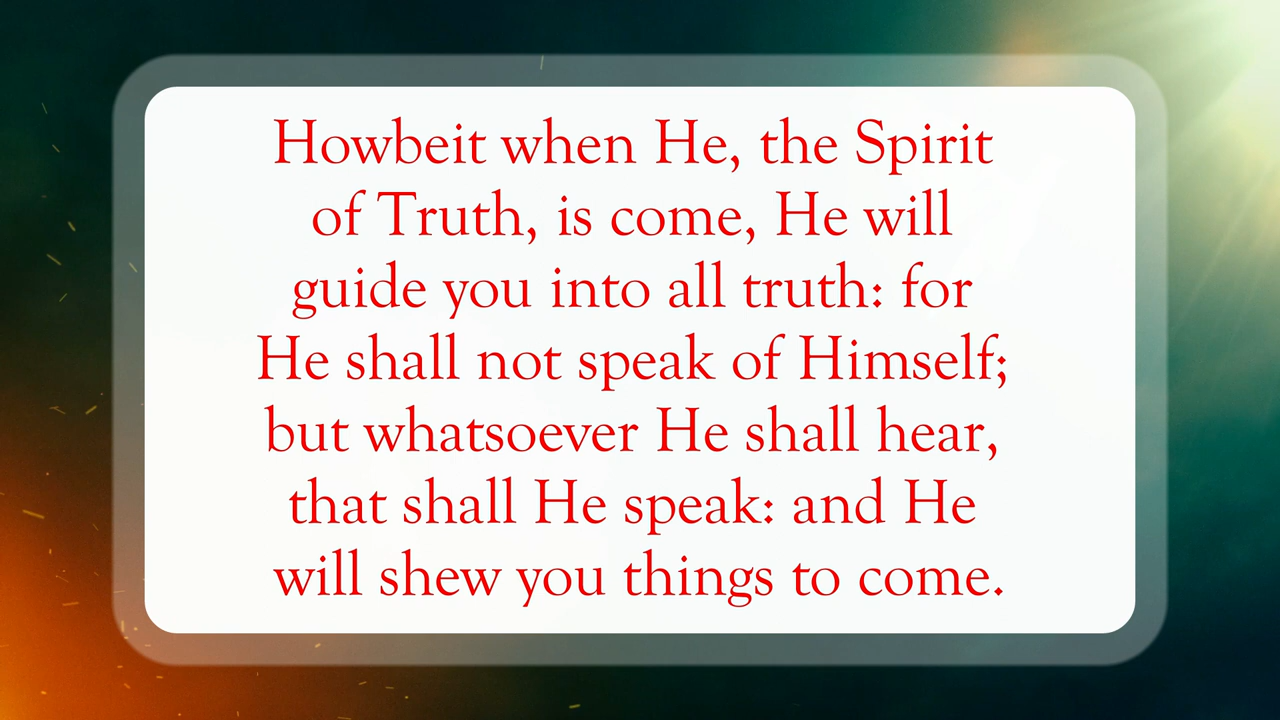 Howbeit when He, the Spirit
of Truth, is come, He will
guide you into all truth: for
He shall not speak of Himself;
but whatsoever He shall hear,
that shall He speak: and He
will shew you things to come.